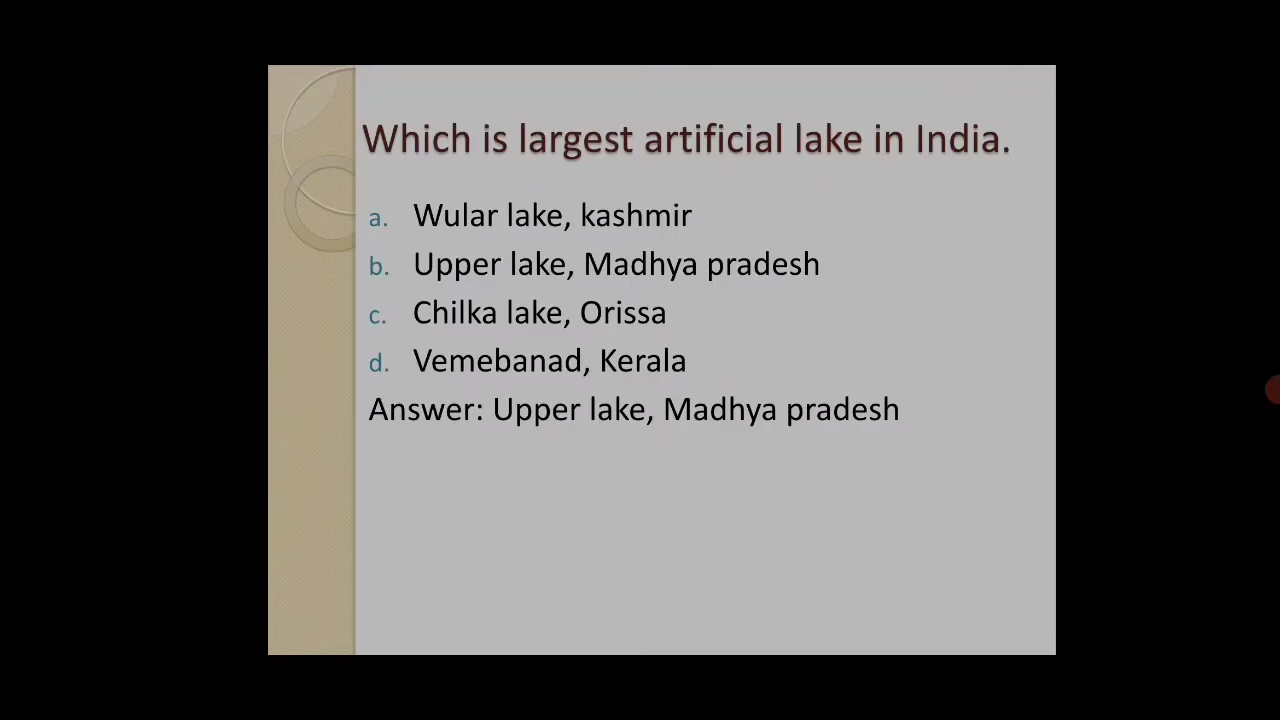 Which is largest artificial lake in India.
a. Wular lake, kashmir
b. Upper lake, Madhya pradesh
c. Chilka lake, Orissa
d. Vemebanad, Kerala
Answer: Upper lake, Madhya pradesh